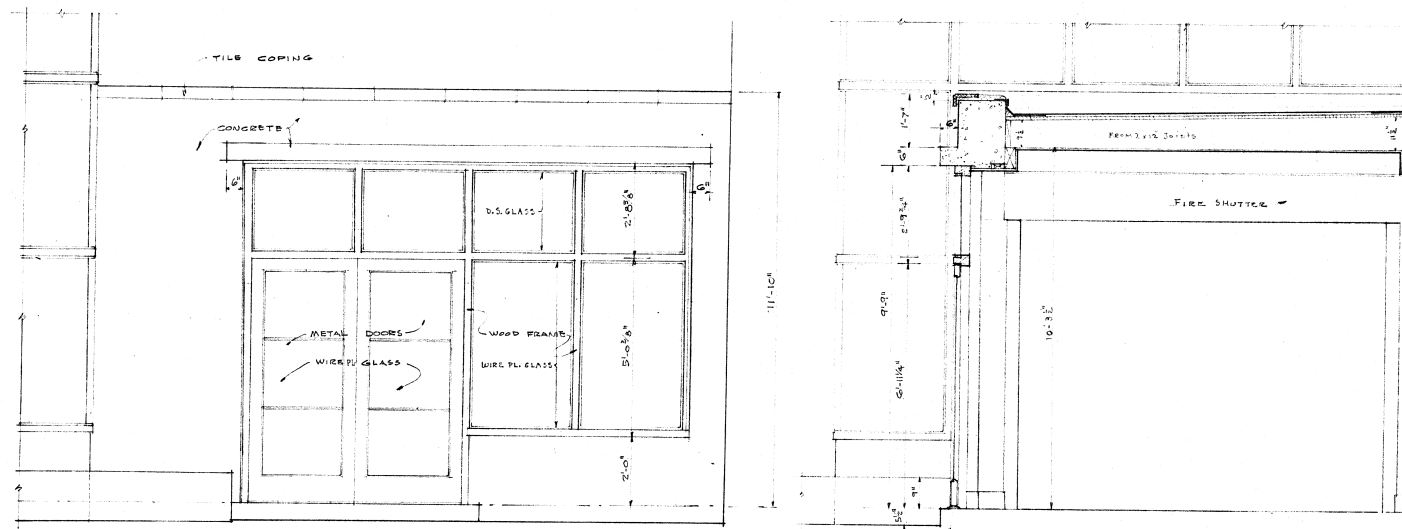 TILE COPING
CONCRETE
6"
6"
D.S. GLASS
2'-8 3/8"
METAL DOORS
WOOD FRAME
WIRE PL. GLASS
WIRE PL. GLASS
5'-0 3/8"
2'-0"
11'-10"
1'-7"
6"
6"
FROM 2x12 JOISTS
FIRE SHUTTER
2'-9 3/4"
9'-9"
10'-3 1/2"
6'-11 1/4"
9"
5 1/2"